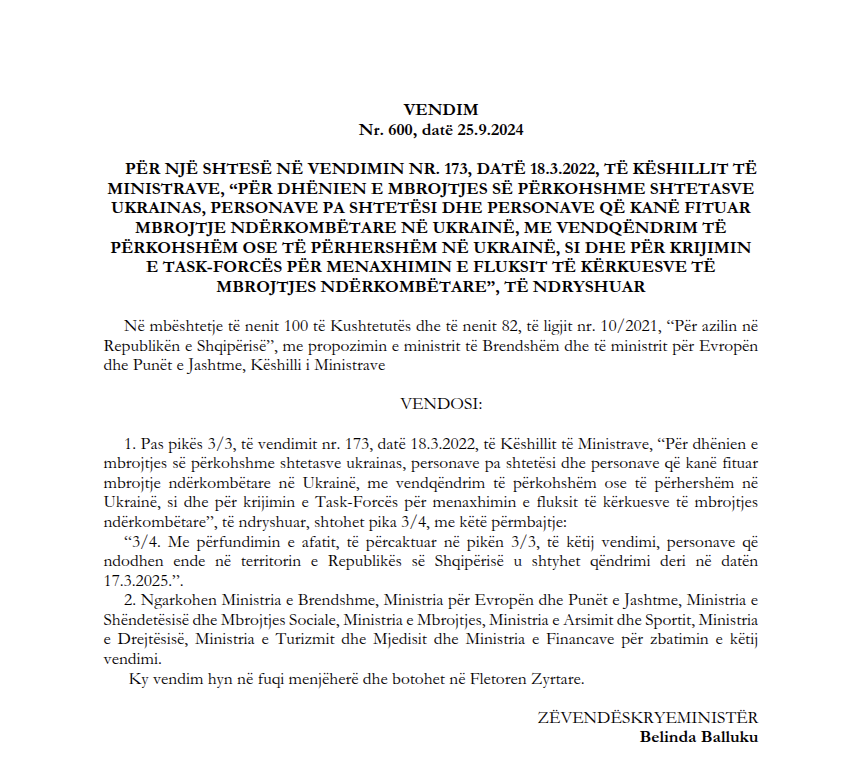 VENDIM
Nr. 600, datë 25.9.2024
PËR NJË SHTESË NË VENDIMIN NR. 173, DATË 18.3.2022, TË KËSHILLIT TË
MINISTRAVE, “PËR DHËNIEN E MBROJTJES SË PËRKOHSHME SHTETASVE
UKRAINAS, PERSONAVE PA SHTETËSI DHE PERSONAVE QË KANË FITUAR
MBROJTJE NDËRKOMBËTARE NË UKRAINË, ME VENDQËNDRIM TË
PËRKOHSHËM OSE TË PËRHERSHËM NË UKRAINË, SI DHE PËR KRIJIMIN
E TASK-FORCËS PËR MENAXHIMIN E FLUKSIT TË KËRKUESVE TË
MBROJTJES NDËRKOMBËTARE”, TË NDRYSHUAR
Në mbështetje të nenit 100 të Kushtetutës dhe të nenit 82, të ligjit nr. 10/2021, “Për azilin në
Republikën e Shqipërisë”, me propozimin e ministrit të Brendshëm dhe të ministrit për Evropën
dhe Punët e Jashtme, Këshilli i Ministrave
VENDOSI:
1. Pas pikës 3/3, të vendimit nr. 173, datë 18.3.2022, të Këshillit të Ministrave, “Për dhënien e
mbrojtjes së përkohshme shtetasve ukrainas, personave pa shtetësi dhe personave që kanë fituar
mbrojtje ndërkombëtare në Ukrainë, me vendqëndrim të përkohshëm ose të përhershëm në
Ukrainë, si dhe për krijimin e Task-Forcës për menaxhimin e fluksit të kërkuesve të mbrojtjes
ndërkombëtare”, të ndryshuar, shtohet pika 3/4, me këtë përmbajtje:
“3/4. Me përfundimin e afatit, të përcaktuar në pikën 3/3, të këtij vendimi, personave që
ndodhen ende në territorin e Republikës së Shqipërisë u shtyhet qëndrimi deri në datën
17.3.2025.”.
2. Ngarkohen Ministria e Brendshme, Ministria për Evropën dhe Punët e Jashtme, Ministria e
Shëndetësisë dhe Mbrojtjes Sociale, Ministria e Mbrojtjes, Ministria e Arsimit dhe Sportit, Ministria
e Drejtësisë, Ministria e Turizmit dhe Mjedisit dhe Ministria e Financave për zbatimin e këtij
vendimi.
Ky vendim hyn në fuqi menjëherë dhe botohet në Fletoren Zyrtare.
ZËVENDËSKRYEMINISTËR
Belinda Balluku